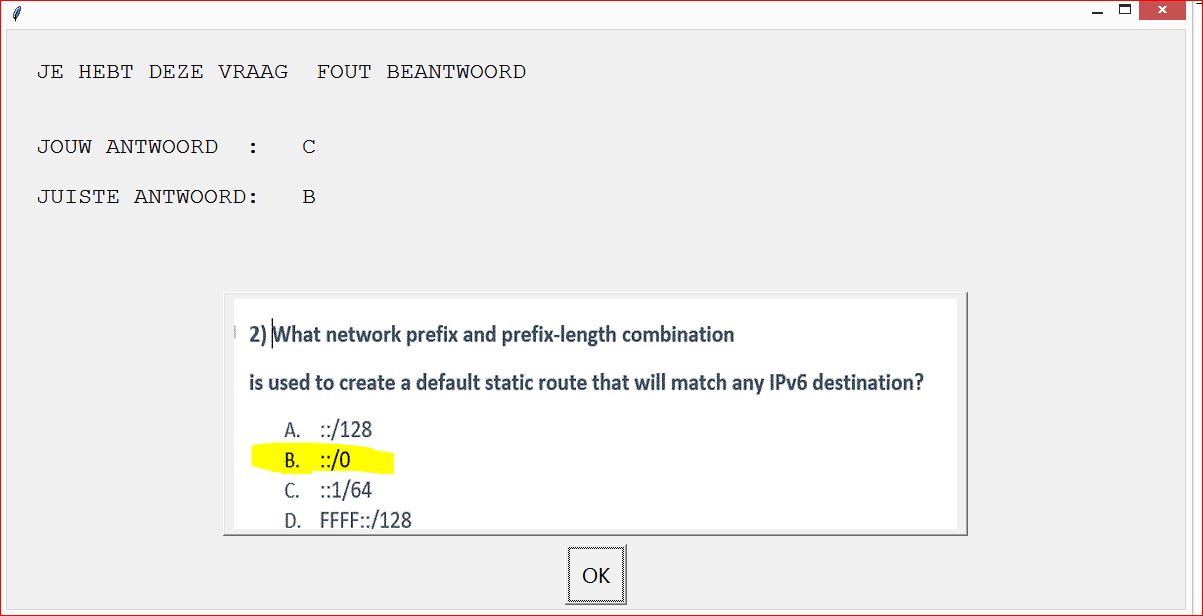 JE HEBT DEZE VRAAG  FOUT BEANTWOORD
JOUW ANTWOORD  :   C
JUISTE ANTWOORD:   B
2) What network prefix and prefix-length combination
is used to create a default static route that will match any IPv6 destination?
A. ::/128
B. ::/0
C. ::1/64
D. FFFF::/128
OK